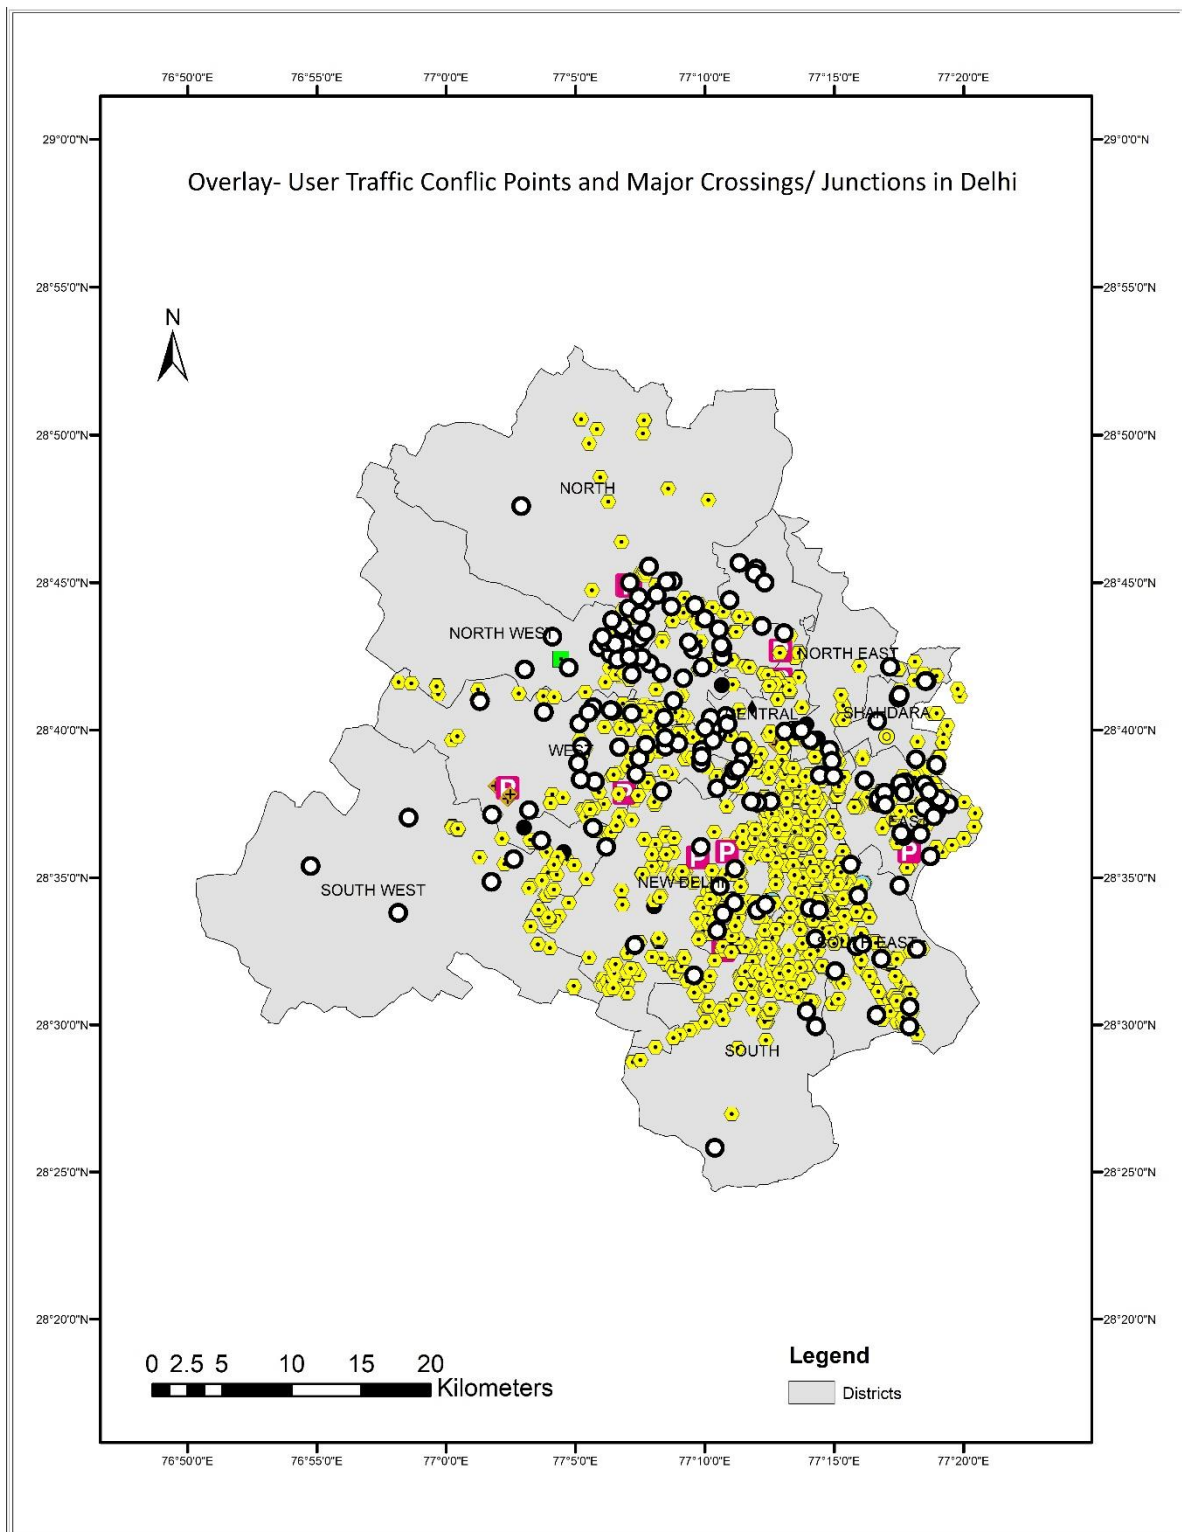 76°50'0"E 76°55'0"E 77°0'0"E 77°5'0"E 77°10'0"E 77°15'0"E 77°20'0"E
29°0'0"N 29°0'0"N
Overlay- User Traffic Conflic Points and Major Crossings/ Junctions in Delhi
28°55'0"N 28°55'0"N
N
28°50'0"N 28°50'0"N
NORTH
28°45'0"N 28°45'0"N
NORTH WEST
NORTH EAST
SHAHDARA
28°40'0"N 28°40'0"N
WEST
P
P
EAST
P P P
28°35'0"N 28°35'0"N
NEW DELHI
SOUTH WEST
SOUTH EAST
28°30'0"N 28°30'0"N
SOUTH
28°25'0"N 28°25'0"N
28°20'0"N 28°20'0"N
0 2.5 5 10 15 20
Kilometers
Legend
Districts
76°50'0"E 76°55'0"E 77°0'0"E 77°5'0"E 77°10'0"E 77°15'0"E 77°20'0"E